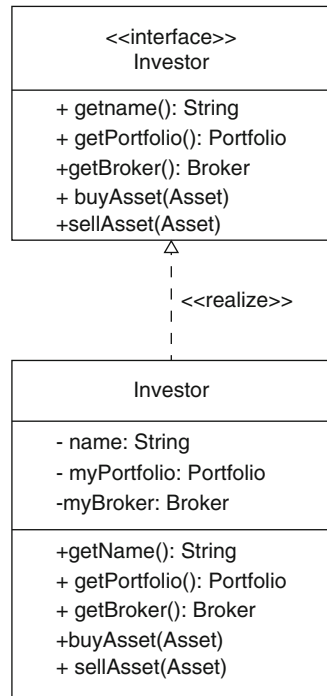 <<interface>>
Investor
+ getname(): String
+ getPortfolio(): Portfolio
+getBroker(): Broker
+ buyAsset(Asset)
+sellAsset(Asset)
<<realize>>
Investor
- name: String
- myPortfolio: Portfolio
-myBroker: Broker
+getName(): String
+ getPortfolio(): Portfolio
+ getBroker(): Broker
+buyAsset(Asset)
+ sellAsset(Asset)